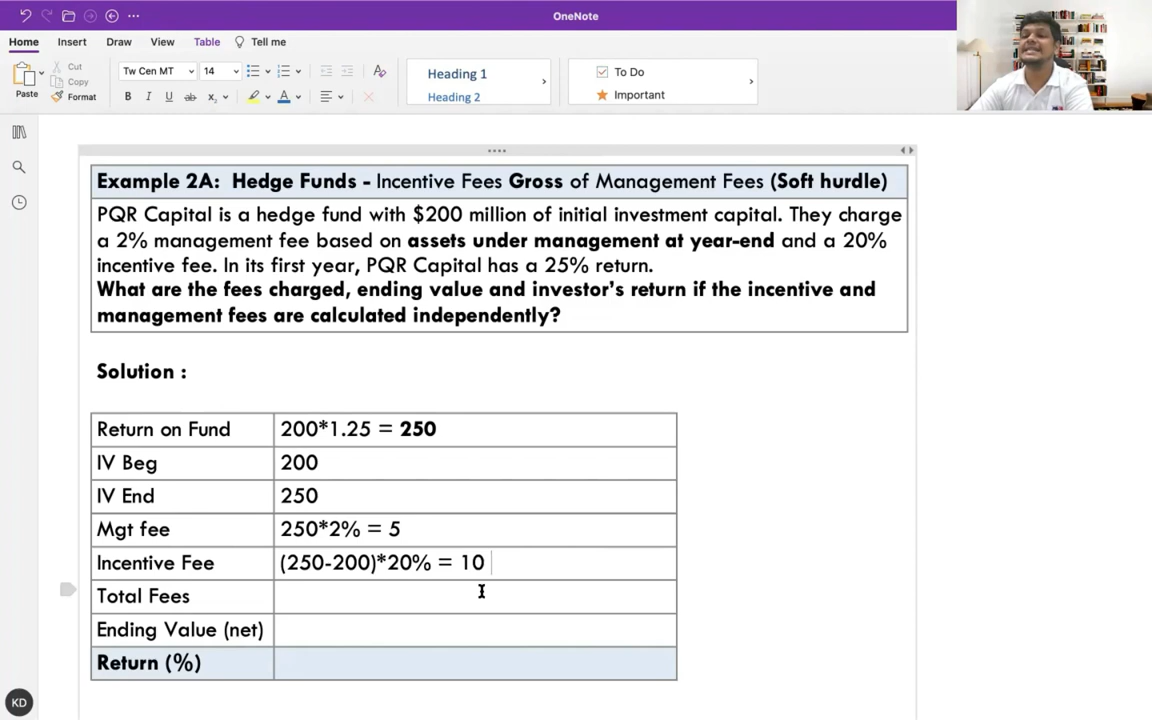 OneNote
Home Insert Draw View Table Tell me
Cut
Copy
Paste Format
Tw Cen MT 14
B I U ab x₂ A
Heading 1
Heading 2
To Do
Important
Example 2A: Hedge Funds - Incentive Fees Gross of Management Fees (Soft hurdle)
PQR Capital is a hedge fund with $200 million of initial investment capital. They charge
a 2% management fee based on assets under management at year-end and a 20%
incentive fee. In its first year, PQR Capital has a 25% return.
What are the fees charged, ending value and investor's return if the incentive and
management fees are calculated independently?
Solution :
Return on Fund 200*1.25 = 250
IV Beg 200
IV End 250
Mgt fee 250*2% = 5
Incentive Fee (250-200)*20% = 10
Total Fees
Ending Value (net)
Return (%)
KD